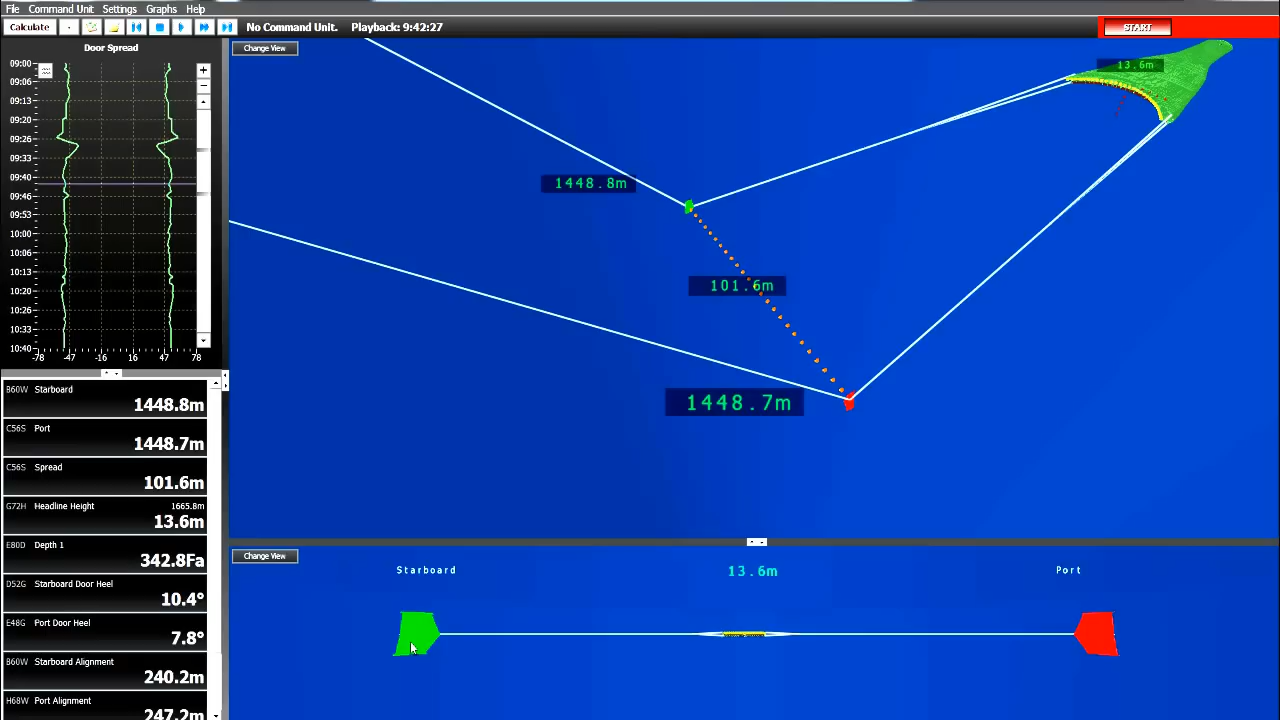 File Command Unit Settings Graphs Help
Calculate No Command Unit. Playback: 9:42:27 START
Door Spread
09:00
09:06
09:13
09:20
09:26
09:33
09:40
09:46
09:53
10:00
10:06
10:13
10:20
10:26
10:33
10:40
-78 -47 -16 16 47 78
B60W Starboard
1448.8m
C56S Port
1448.7m
C56S Spread
101.6m
G72H Headline Height 1665.8m
13.6m
E80D Depth 1
342.8Fa
D52G Starboard Door Heel
10.4°
E48G Port Door Heel
7.8°
B60W Starboard Alignment
240.2m
H68W Port Alignment
247.2m
Change View
13.6m
1448.8m
101.6m
1448.7m
Change View
Starboard 13.6m Port